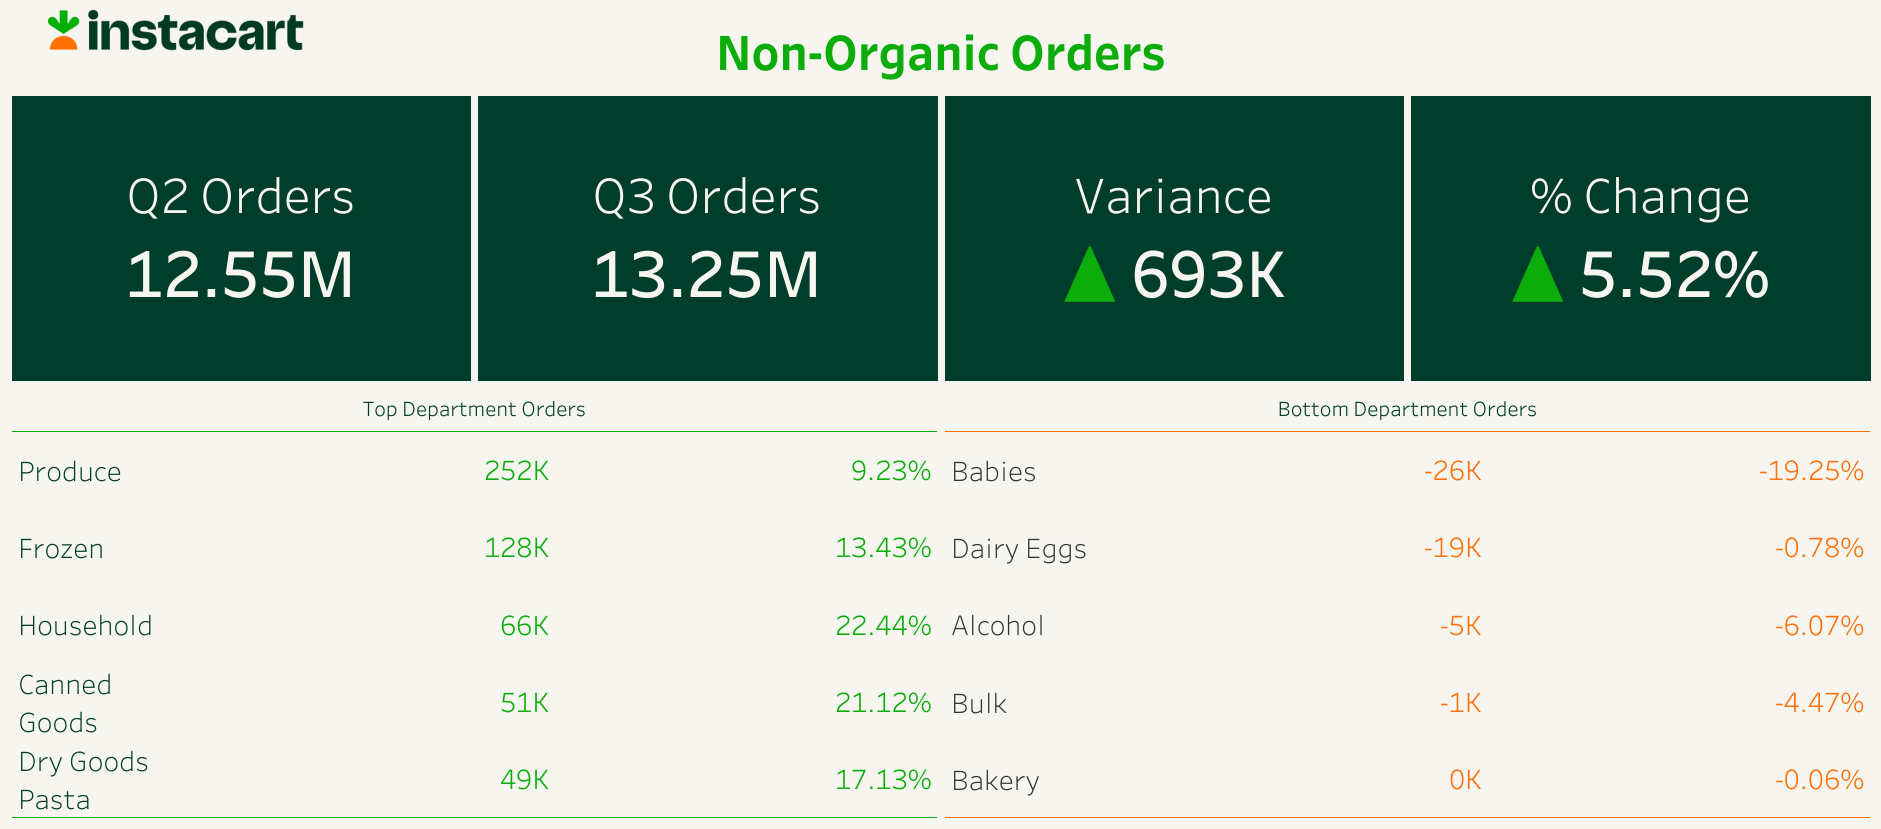 instacart
Non-Organic Orders
Q2 Orders
12.55M
Q3 Orders
13.25M
Variance
▲ 693K
% Change
▲ 5.52%
Top Department Orders
Produce 252K 9.23%
Frozen 128K 13.43%
Household 66K 22.44%
Canned
Goods 51K 21.12%
Dry Goods
Pasta 49K 17.13%
Bottom Department Orders
Babies -26K -19.25%
Dairy Eggs -19K -0.78%
Alcohol -5K -6.07%
Bulk -1K -4.47%
Bakery 0K -0.06%